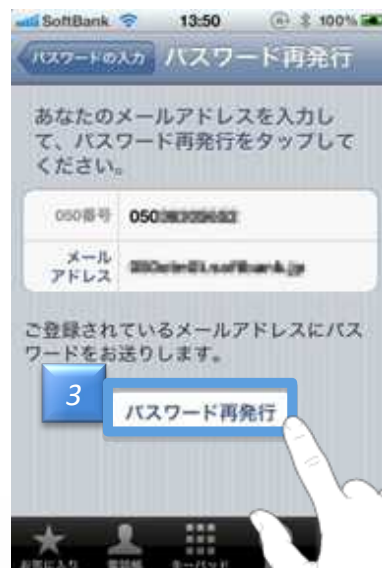 SoftBank 13:50 100%
パスワードの入力 パスワード再発行
あなたのメールアドレスを入力し
て、パスワード再発行をタップして
ください。
050番号 050
メール
アドレス
ご登録されているメールアドレスにパス
ワードをお送りします。
3
パスワード再発行
お気に入り 電話帳 キーパッド